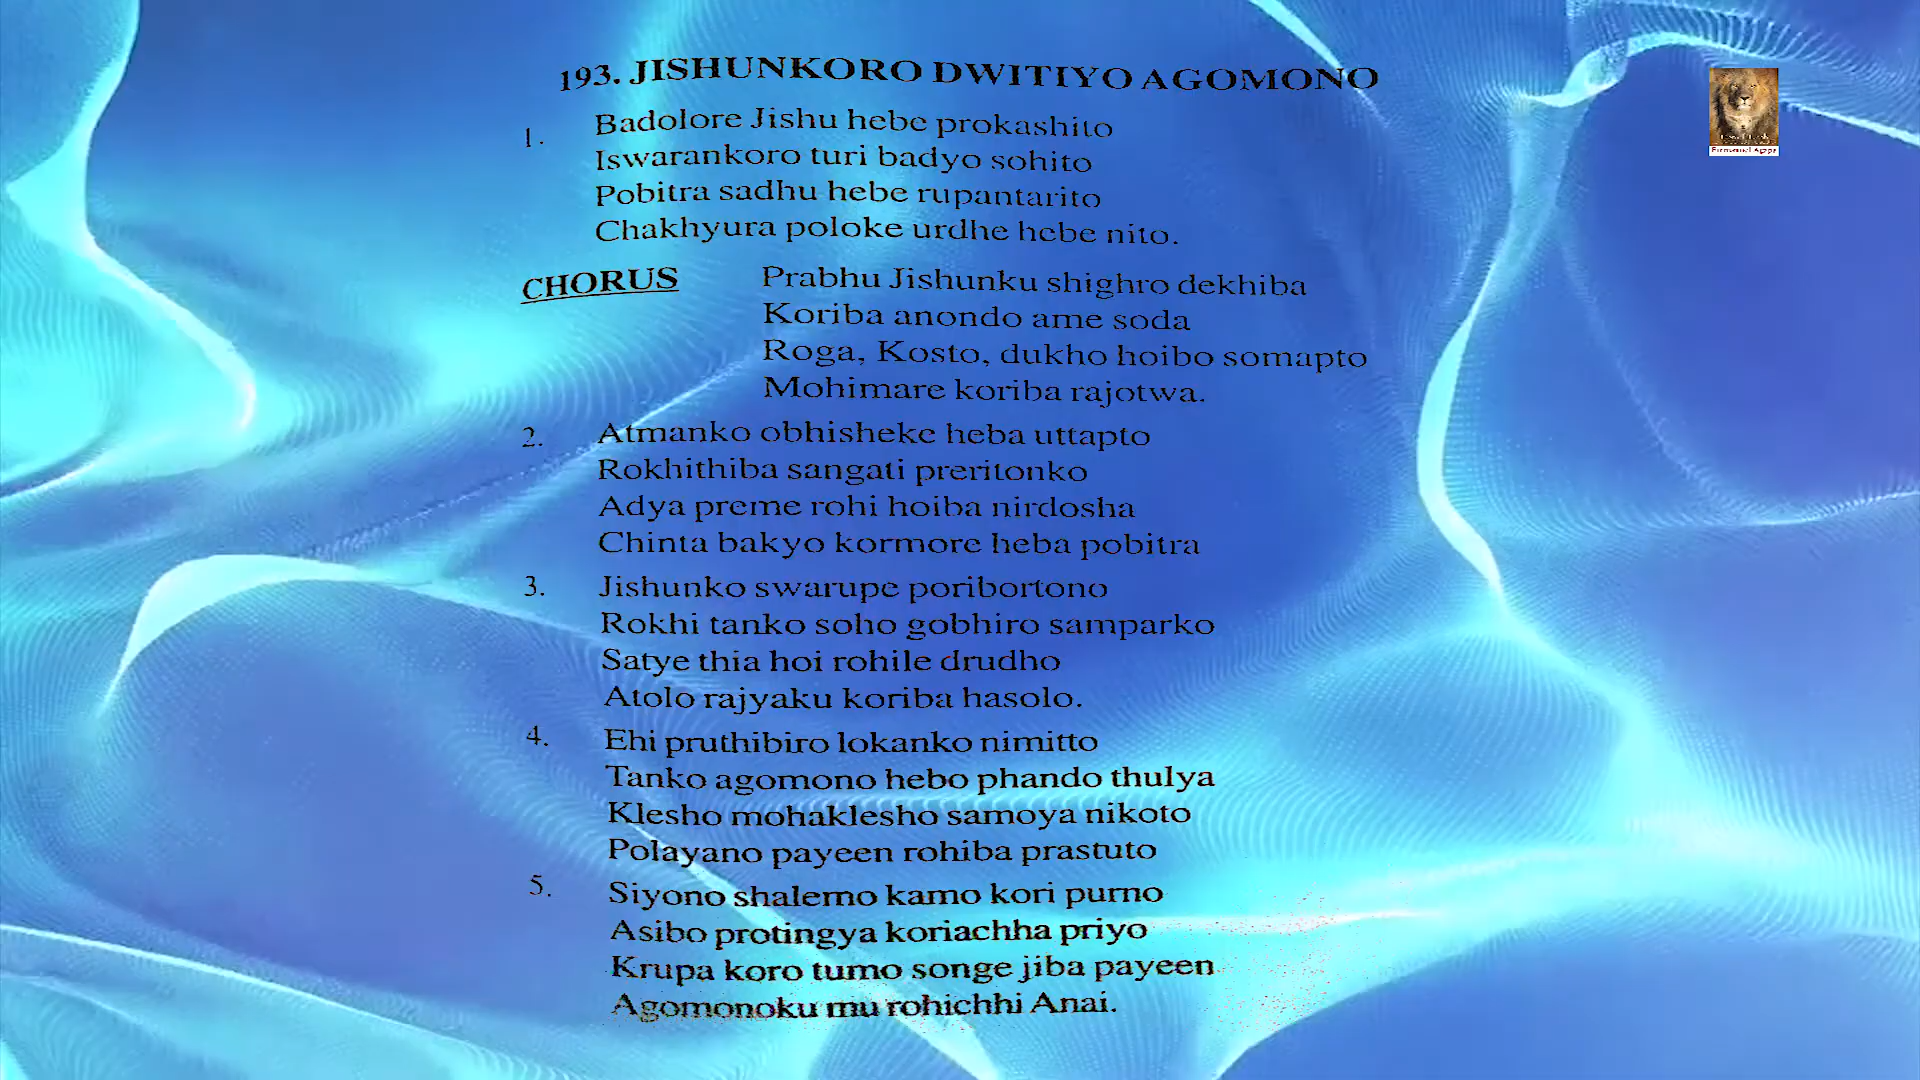 193. JISHUNKORO DWITIYO AGOMONO
1. Badolore Jishu hebe prokashito
Iswarankoro turi badyo sohito
Pobitra sadhu hebe rupantarito
Chakhyura poloke urdhe hebe nito.
CHORUS Prabhu Jishunku shighro dekhiba
Koriba anondo ame soda
Roga, Kosto, dukho hoibo somapto
Mohimare koriba rajotwa.
2. Atmanko obhisheke heba uttapto
Rokhithiba sangati preritonko
Adya preme rohi hoiba nirdosha
Chinta bakyo kormore heba pobitra
3. Jishunko swarupe poribortono
Rokhi tanko soho gobhiro samparko
Satye thia hoi rohile drudho
Atolo rajyaku koriba hasolo.
4. Ehi pruthibiro lokanko nimitto
Tanko agomono hebo phando thulya
Klesho mohaklesho samoya nikoto
Polayano payeen rohiba prastuto
5. Siyono shalemo kamo kori purno
Asibo protingya koriachha priyo
Krupa koro tumo songe jiba payeen
Agomonoku mu rohichhi Anai.
Emmanuel Agape